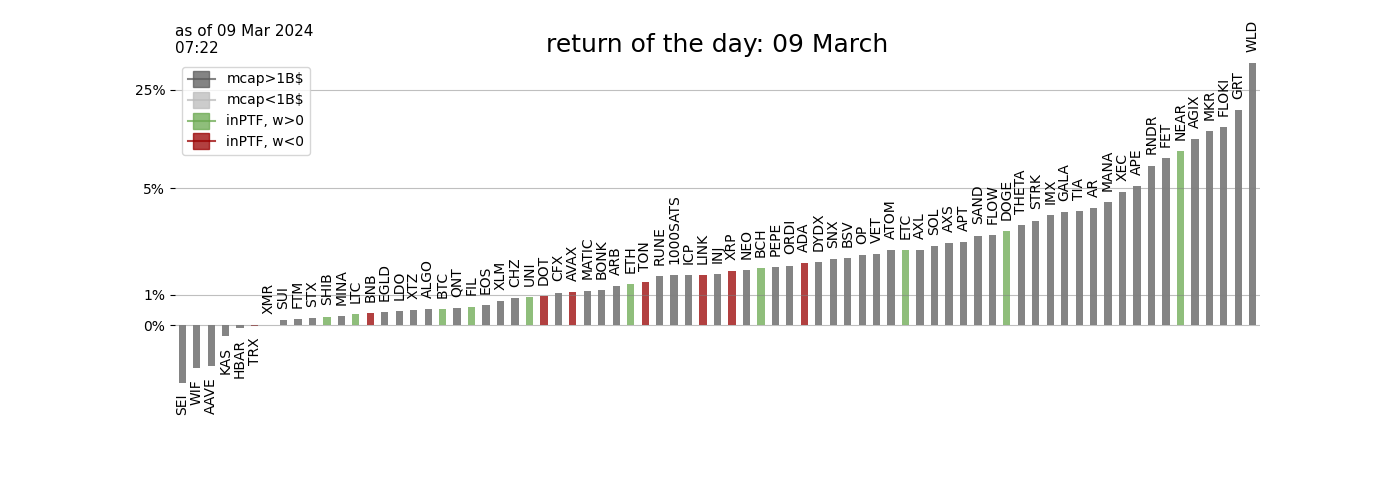 as of 09 Mar 2024
07:22
return of the day: 09 March
mcap>1B$
mcap<1B$
inPTF, w>0
inPTF, w<0
25%
5%
1%
0%
SEI
WIF
AAVE
KAS
HBAR
TRX
XMR
SUI
FTM
STX
SHIB
MINA
LTC
BNB
EGLD
LDO
XTZ
ALGO
BTC
QNT
FIL
EOS
XLM
CHZ
UNI
DOT
CFX
AVAX
MATIC
BONK
ARB
ETH
TON
RUNE
1000SATS
ICP
LINK
INJ
XRP
NEO
BCH
PEPE
ORDI
ADA
DYDX
SNX
BSV
OP
VET
ATOM
ETC
AXL
SOL
AXS
APT
SAND
FLOW
DOGE
THETA
STRK
IMX
GALA
TIA
AR
MANA
XEC
APE
RNDR
FET
NEAR
AGIX
MKR
FLOKI
GRT
WLD